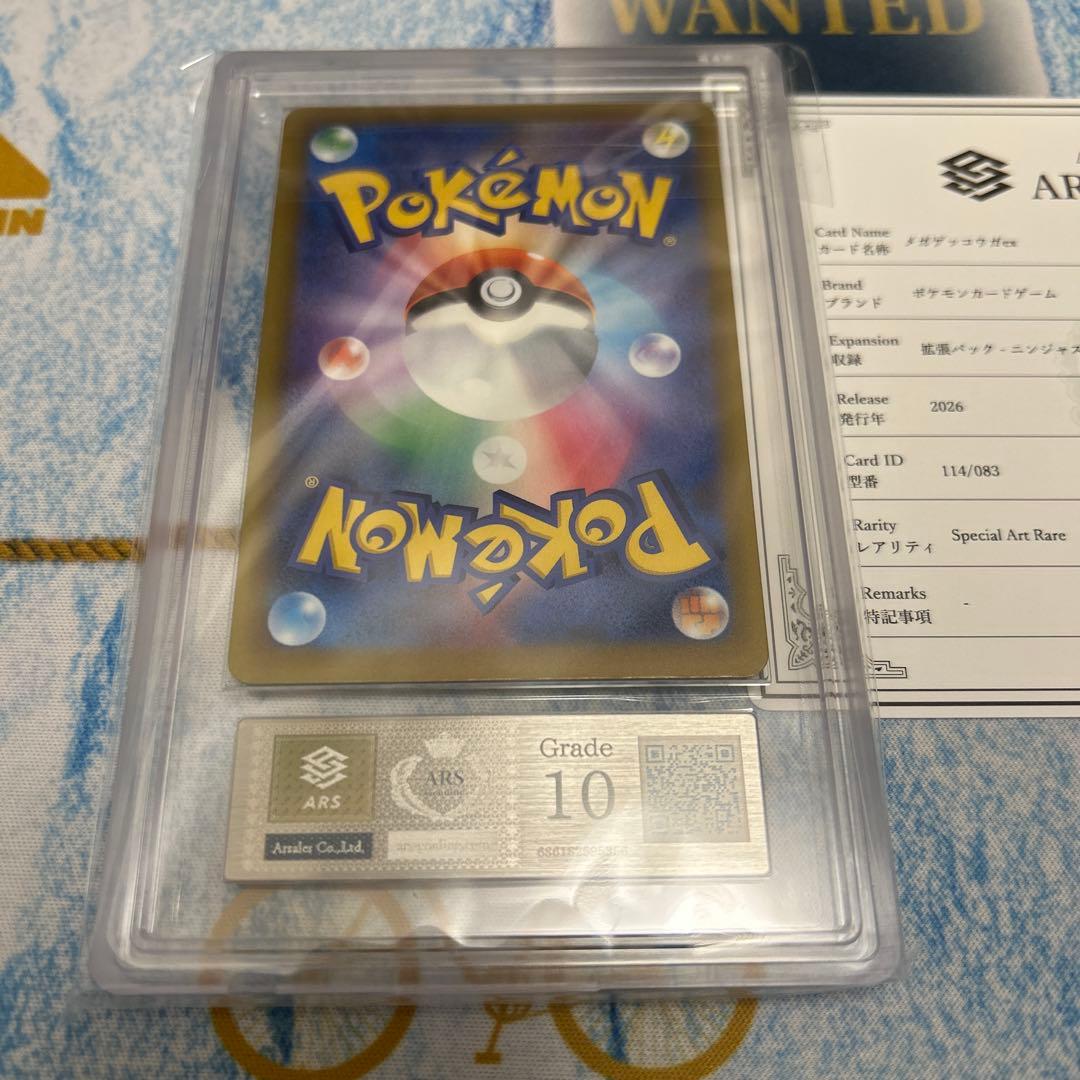 WANTED
IN
POKéMON
®
POKéMON
®
ARS
Card Name
カード名称
メガゲッコウガex
Brand
ブランド
ポケモンカードゲーム
Expansion
収録
拡張パック - ニンジャス
Release
発行年
2026
Card ID
型番
114/083
Rarity
レアリティ
Special Art Rare
Remarks
特記事項
-
ARS
Arsales Co.,Ltd.
ARS
Grade
10